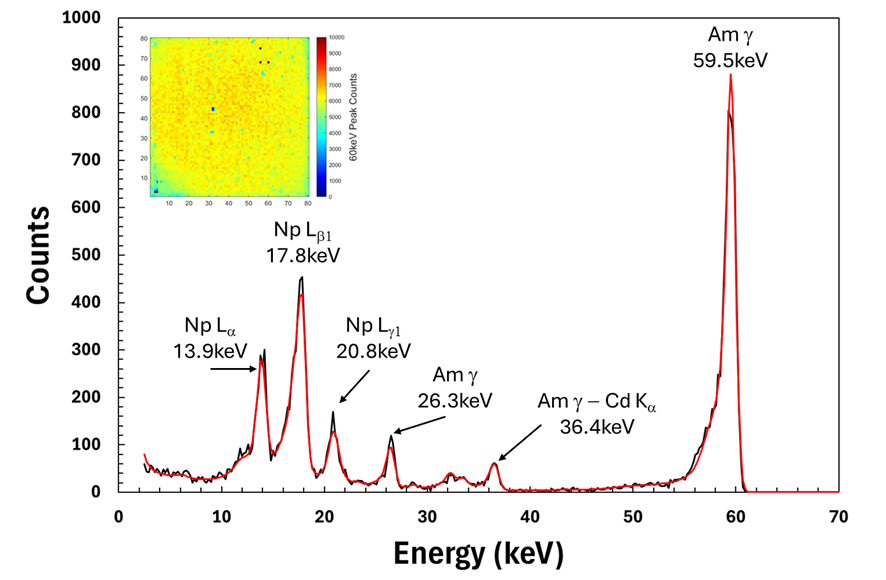 1000
900
800
700
600
500
400
300
200
100
0
Counts
0 10 20 30 40 50 60 70
Energy (keV)
80
70
60
50
40
30
20
10
10 20 30 40 50 60 70 80
10000
9000
8000
7000
6000
5000
4000
3000
2000
1000
0
60keV Peak Counts
Np Lα
13.9keV
Np Lβ1
17.8keV
Np Lγ1
20.8keV
Am γ
26.3keV
Am γ – Cd Kα
36.4keV
Am γ
59.5keV